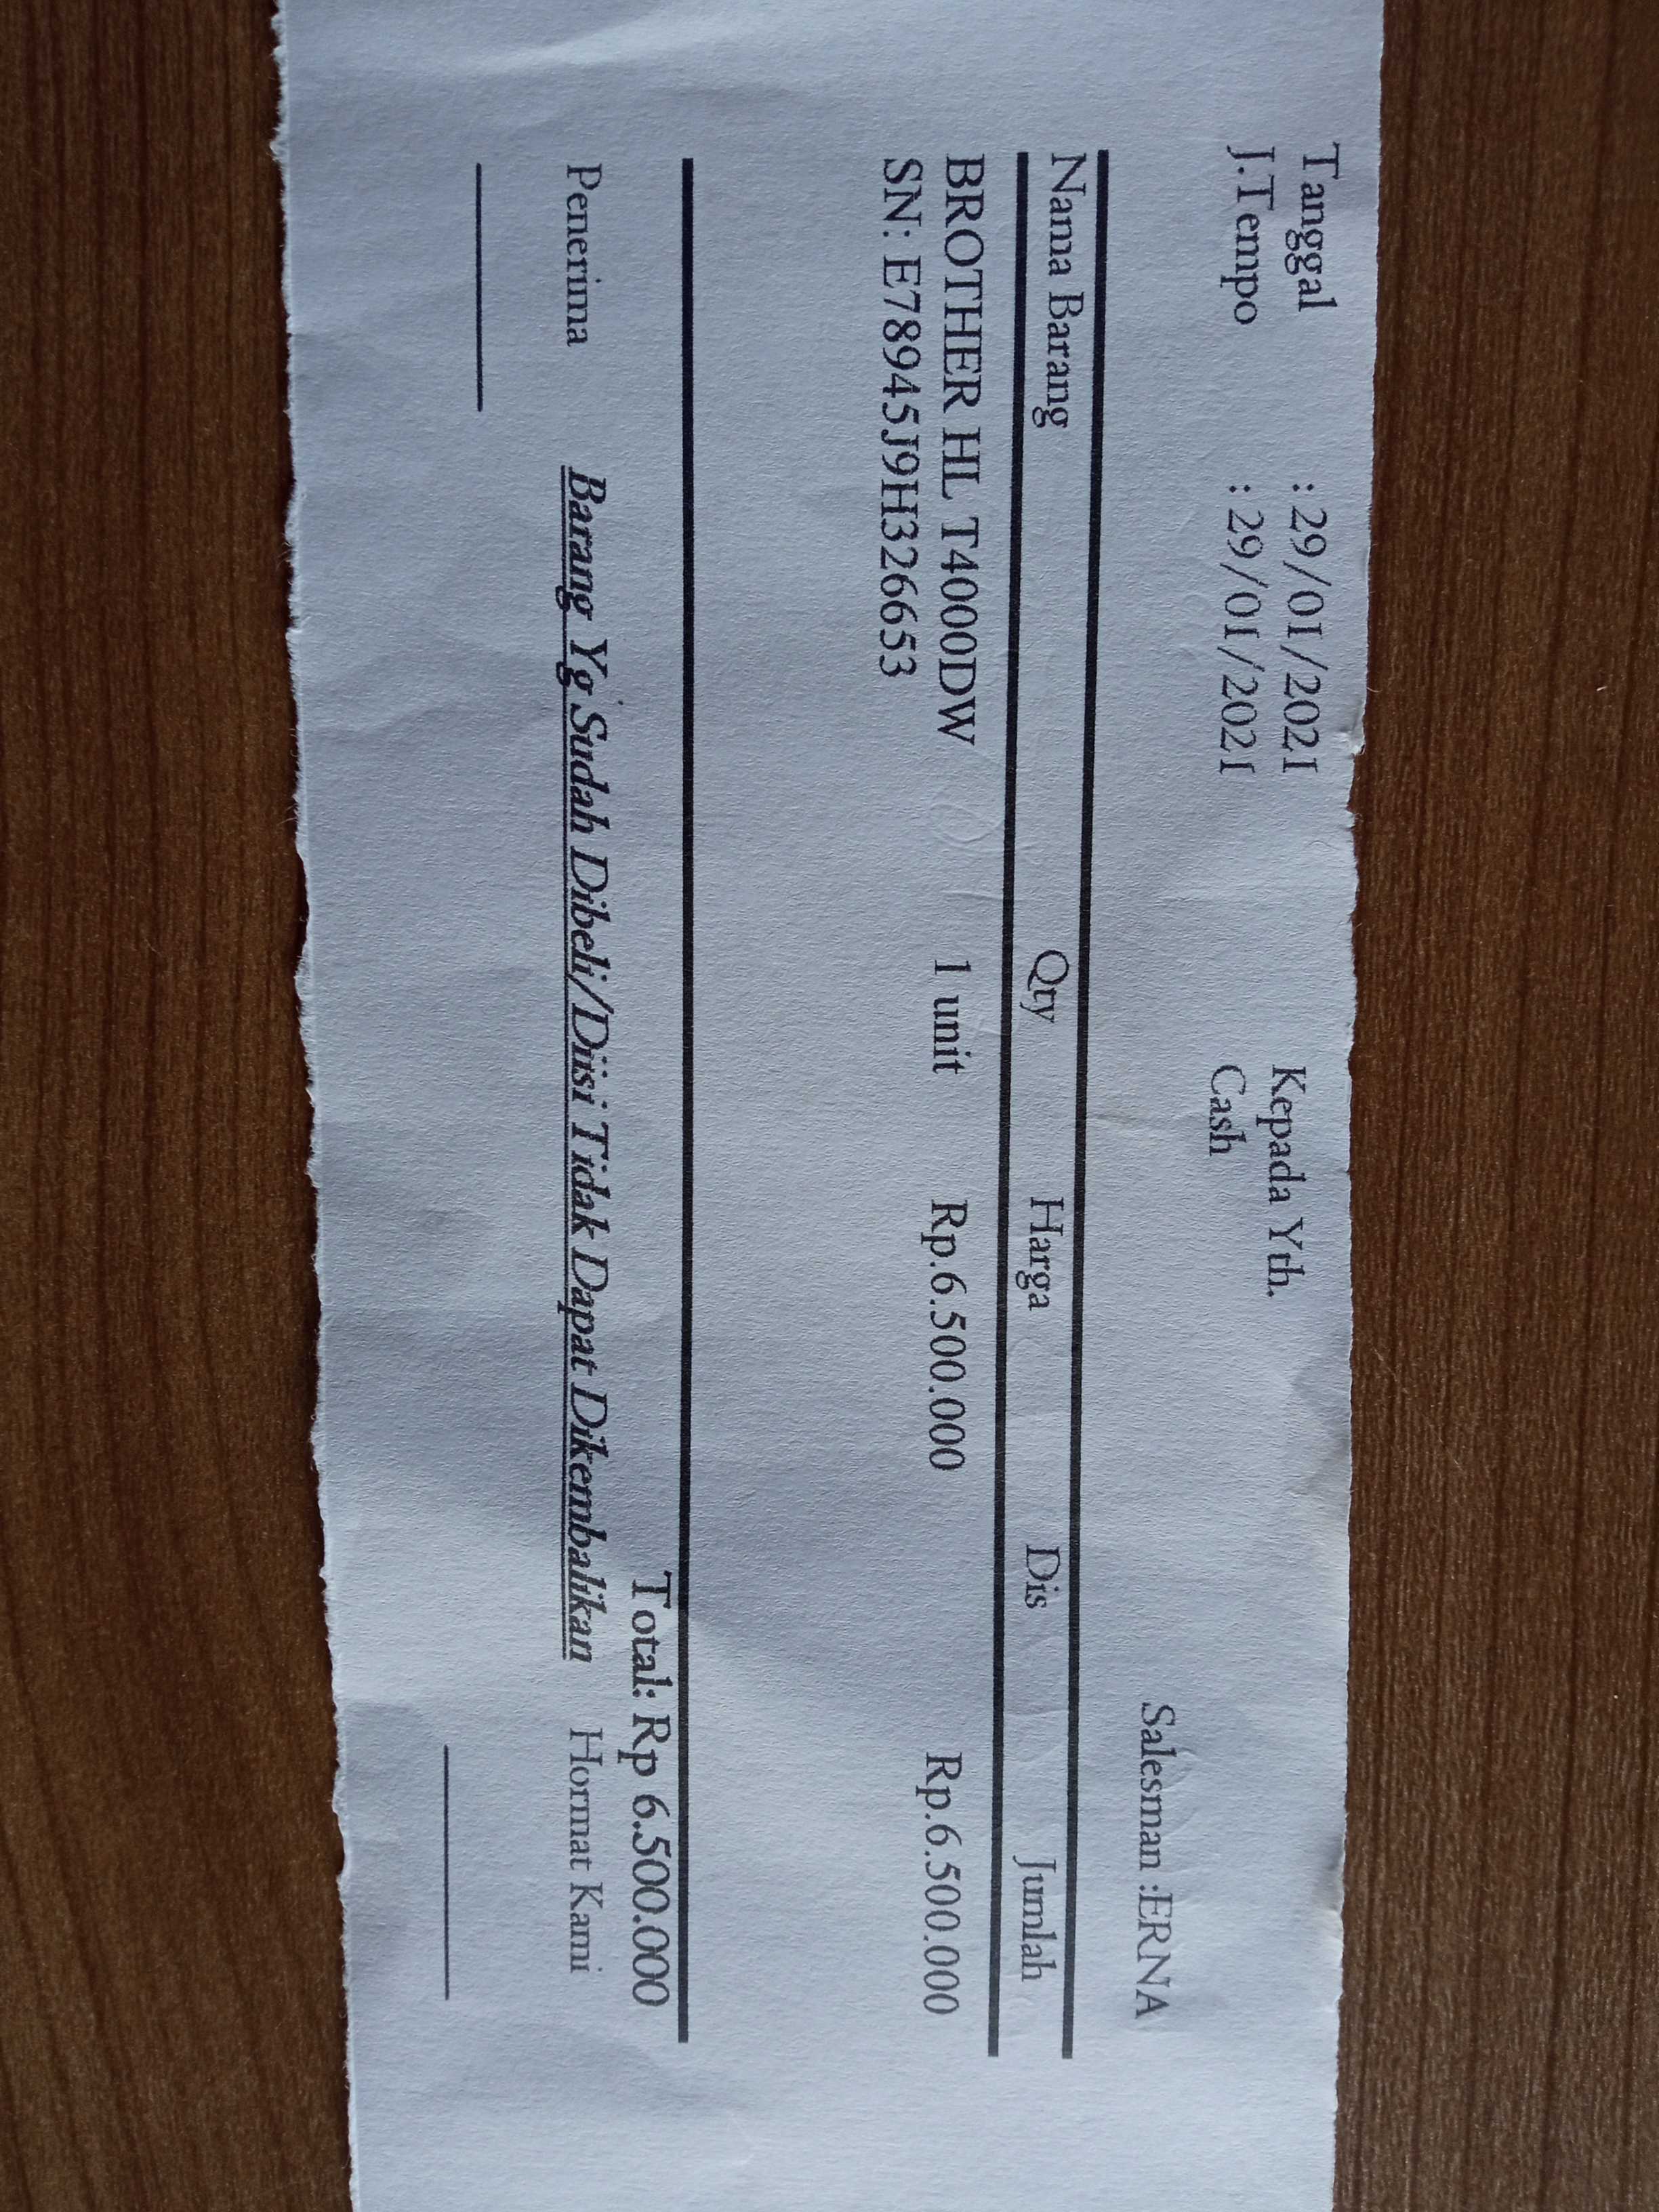 Tanggal : 29/01/2021 Kepada Yth.
J.Tempo : 29/01/2021 Cash
Salesman :ERNA
Nama Barang Qty Harga Dis Jumlah
BROTHER HL T4000DW 1 unit Rp.6.500.000 Rp.6.500.000
SN: E78945J9H326653
Total: Rp 6.500.000
Penerima Barang Yg Sudah Dibeli/Diisi Tidak Dapat Dikembalikan Hormat Kami